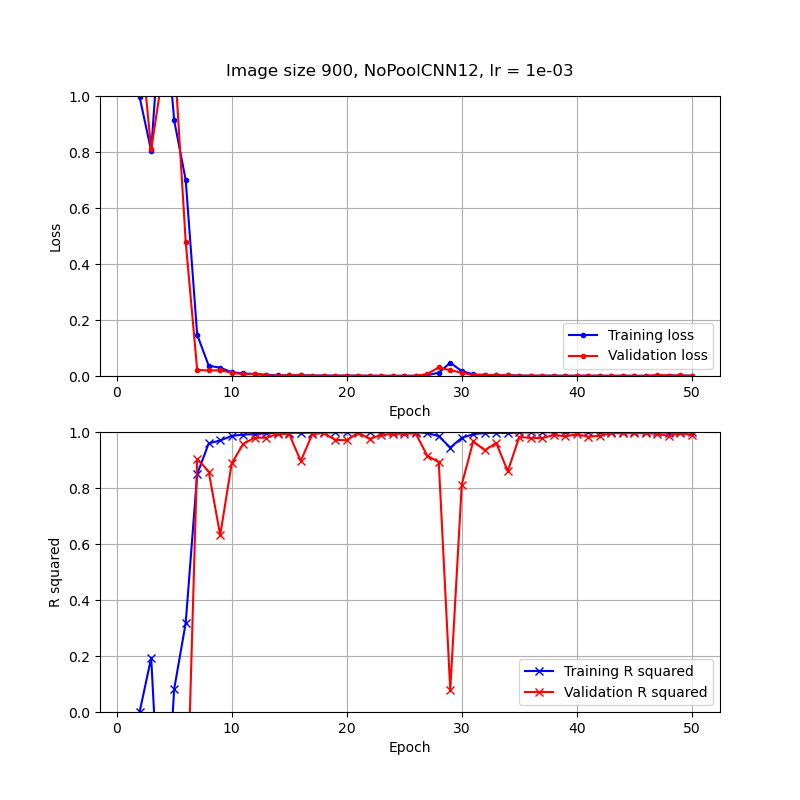 Image size 900, NoPoolCNN12, lr = 1e-03
1.0
0.8
0.6
0.4
0.2
0.0
Loss
Training loss
Validation loss
0 10 20 30 40 50
Epoch
1.0
0.8
0.6
0.4
0.2
0.0
R squared
Training R squared
Validation R squared
0 10 20 30 40 50
Epoch